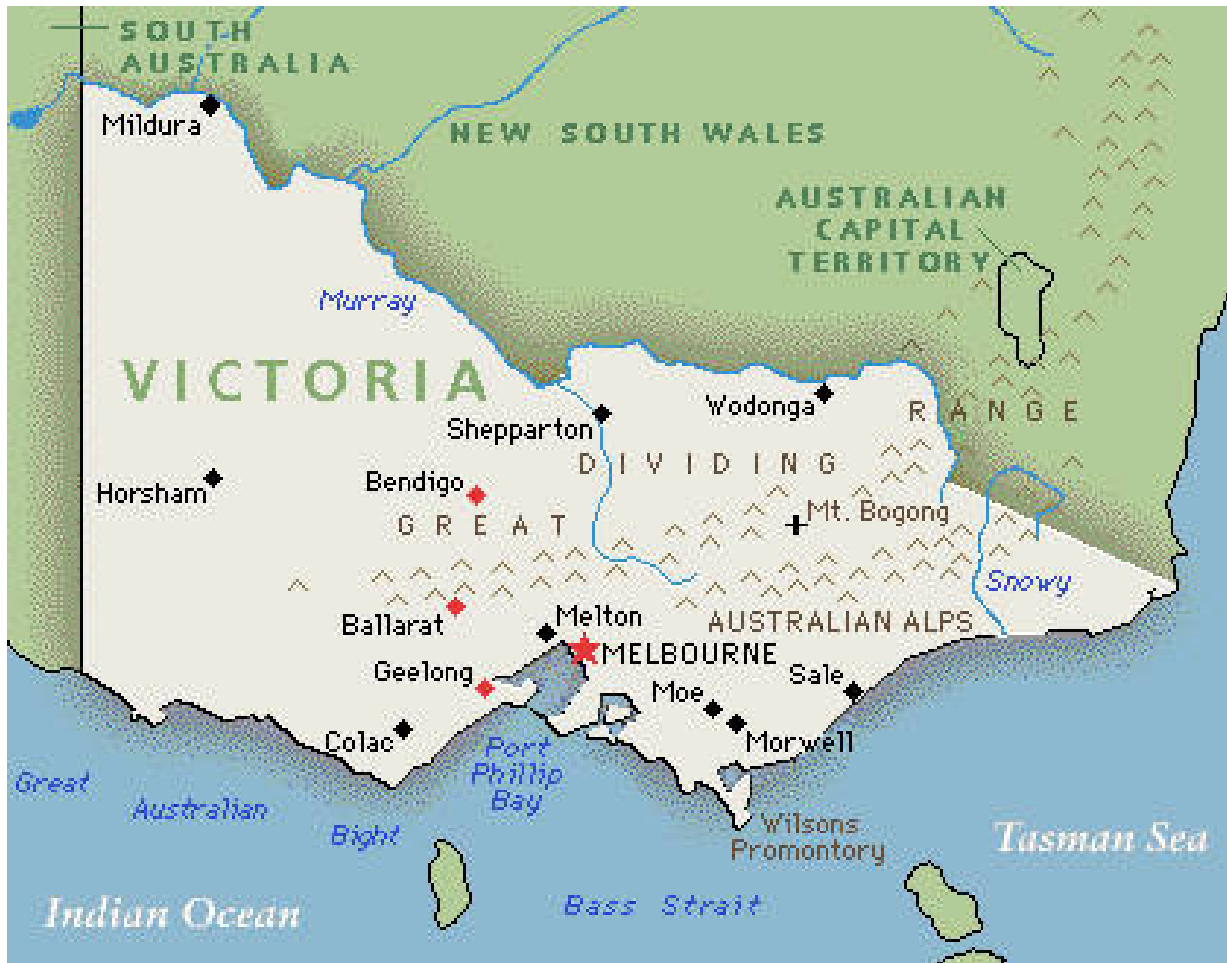 SOUTH
AUSTRALIA
Mildura
NEW SOUTH WALES
AUSTRALIAN
CAPITAL
TERRITORY
Murray
VICTORIA
Wodonga
RANGE
Shepparton
DIVIDING
Horsham
Bendigo
GREAT
Mt. Bogong
Snowy
Ballarat
Melton
AUSTRALIAN ALPS
MELBOURNE
Geelong
Moe
Sale
Colac
Morwell
Port
Phillip
Bay
Great
Australian
Bight
Wilsons
Promontory
Tasman Sea
Indian Ocean
Bass Strait